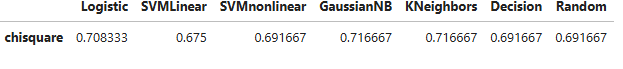 Logistic SVMLinear SVMnonlinear GaussianNB KNeighbors Decision Random
chisquare 0.708333 0.675 0.691667 0.716667 0.716667 0.691667 0.691667